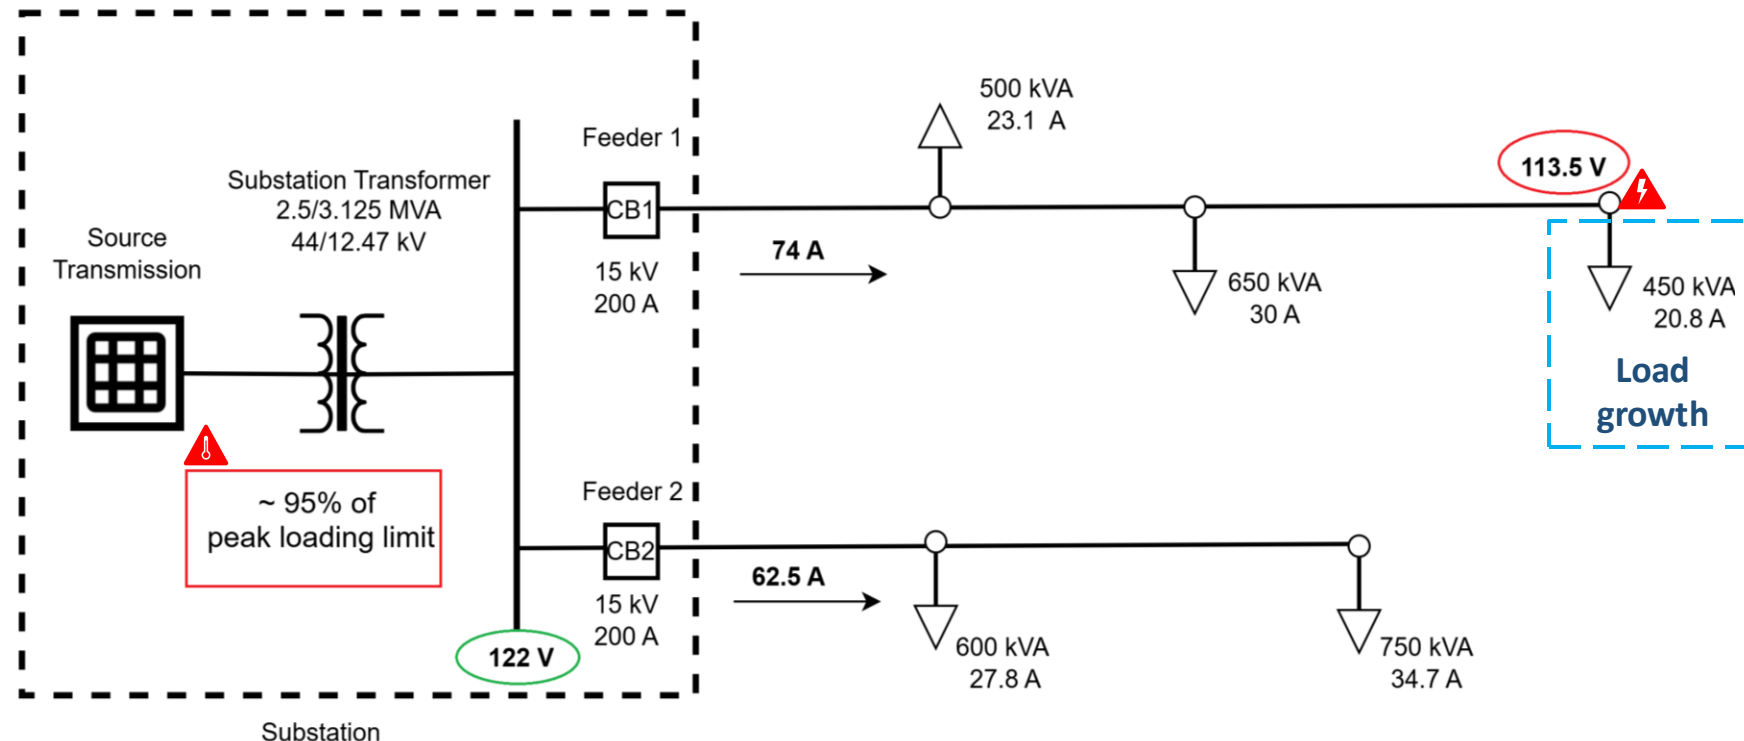 Source
Transmission
Substation Transformer
2.5/3.125 MVA
44/12.47 kV
~ 95% of
peak loading limit
Feeder 1
CB1
15 kV
200 A
74 A
500 kVA
23.1 A
650 kVA
30 A
113.5 V
450 kVA
20.8 A
Load
growth
Feeder 2
CB2
15 kV
200 A
62.5 A
122 V
600 kVA
27.8 A
750 kVA
34.7 A
Substation